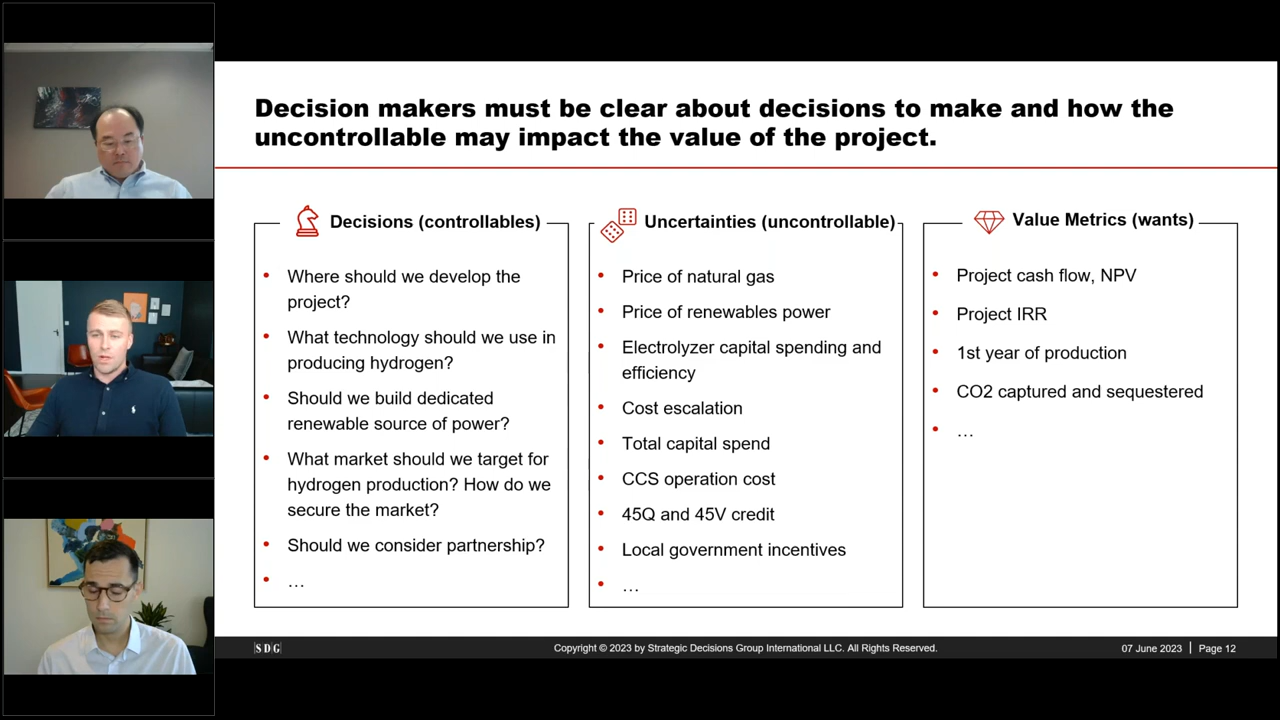 Decision makers must be clear about decisions to make and how the
uncontrollable may impact the value of the project.
Decisions (controllables)
Where should we develop the
project?
What technology should we use in
producing hydrogen?
Should we build dedicated
renewable source of power?
What market should we target for
hydrogen production? How do we
secure the market?
Should we consider partnership?
…
Uncertainties (uncontrollable)
Price of natural gas
Price of renewables power
Electrolyzer capital spending and
efficiency
Cost escalation
Total capital spend
CCS operation cost
45Q and 45V credit
Local government incentives
…
Value Metrics (wants)
Project cash flow, NPV
Project IRR
1st year of production
CO2 captured and sequestered
…
SDG
Copyright © 2023 by Strategic Decisions Group International LLC. All Rights Reserved.
07 June 2023 | Page 12